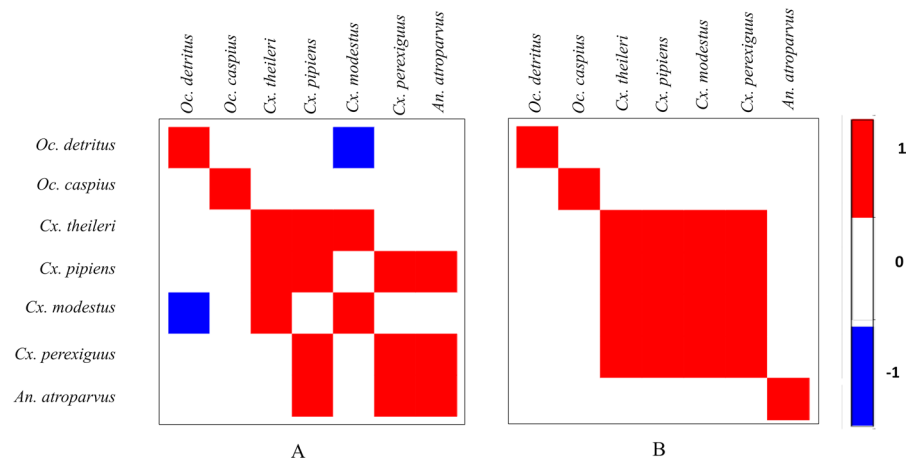 Oc. detritus
Oc. caspius
Cx. theileri
Cx. pipiens
Cx. modestus
Cx. perexiguus
An. atroparvus
Oc. detritus
Oc. caspius
Cx. theileri
Cx. pipiens
Cx. modestus
Cx. perexiguus
An. atroparvus
Oc. detritus
Oc. caspius
Cx. theileri
Cx. pipiens
Cx. modestus
Cx. perexiguus
An. atroparvus
1
0
-1
A
B